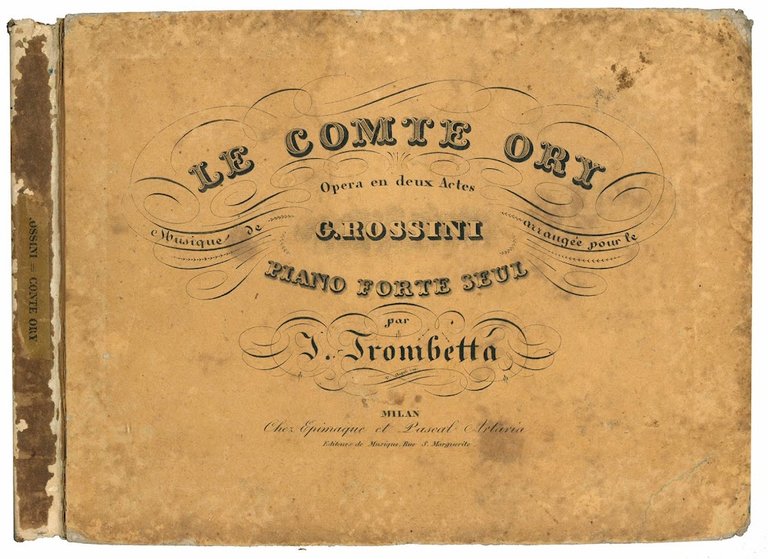 LE COMTE ORY
Opera en deux Actes
Musique de
G. ROSSINI
arrangée pour le
PIANO FORTE SEUL
par
J. Trombetta
MILAN
Chez Epimaque et Pascal Artaria
Editeurs de Musique, Rue S. Marguerite
OSSINI = COMTE ORY